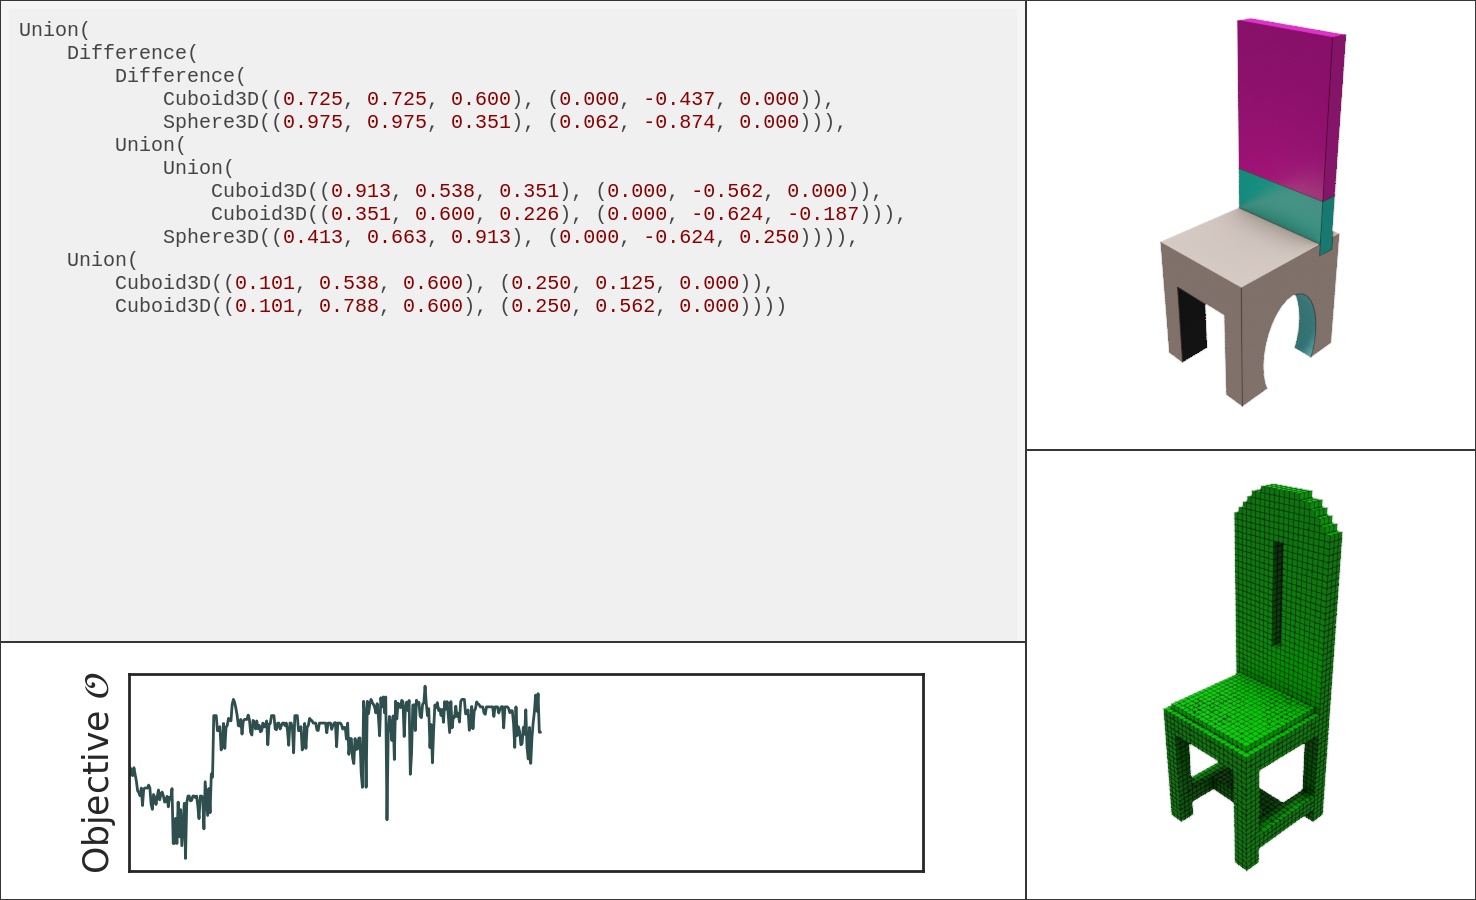 Union(
    Difference(
        Difference(
            Cuboid3D((0.725, 0.725, 0.600), (0.000, -0.437, 0.000)),
            Sphere3D((0.975, 0.975, 0.351), (0.062, -0.874, 0.000))),
        Union(
            Union(
                Cuboid3D((0.913, 0.538, 0.351), (0.000, -0.562, 0.000)),
                Cuboid3D((0.351, 0.600, 0.226), (0.000, -0.624, -0.187))),
            Sphere3D((0.413, 0.663, 0.913), (0.000, -0.624, 0.250)))),
    Union(
        Cuboid3D((0.101, 0.538, 0.600), (0.250, 0.125, 0.000)),
        Cuboid3D((0.101, 0.788, 0.600), (0.250, 0.562, 0.000))))
Objective 𝒪